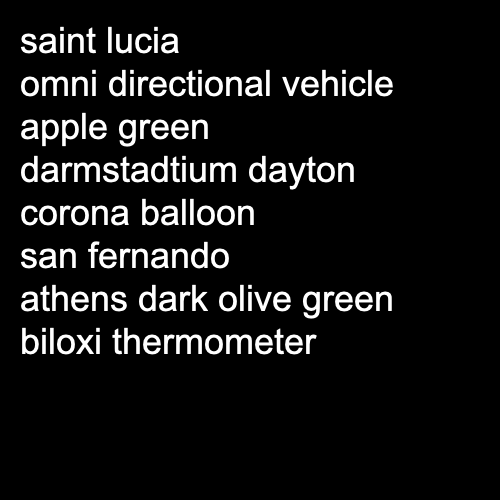 saint lucia
omni directional vehicle
apple green
darmstadtium dayton
corona balloon
san fernando
athens dark olive green
biloxi thermometer